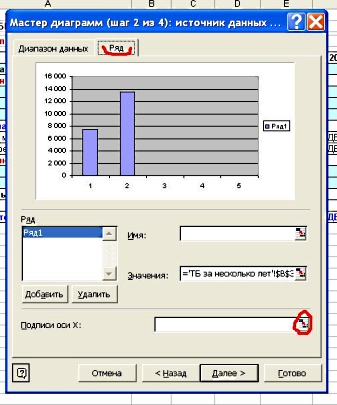 A B C D E
Мастер диаграмм (шаг 2 из 4): источник данных ...
Диапазон данных Ряд
16 000
14 000
12 000
10 000
8 000
6 000
4 000
2 000
0
1 2 3 4 5
Ряд1
Ряд
Ряд1
Имя:
Значения: ='ТБ за несколько лет'!$B$3
Добавить Удалить
Подписи оси X:
Отмена < Назад Далее > Готово